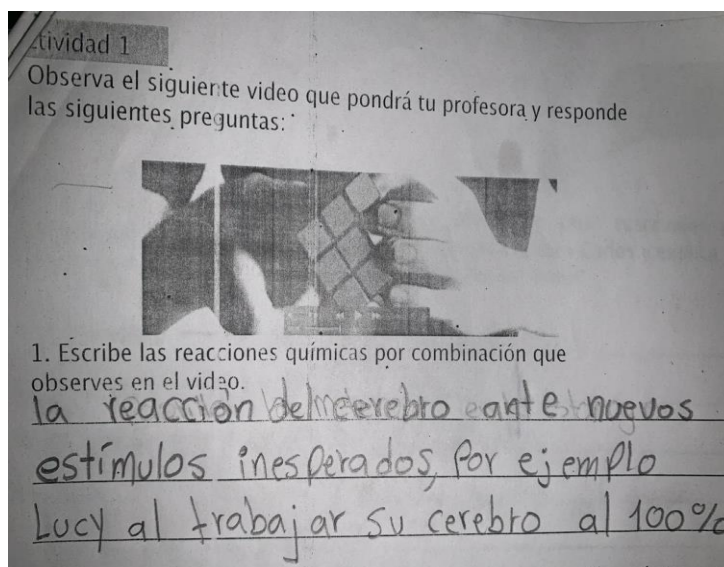 ctividad 1
Observa el siguiente video que pondrá tu profesora y responde
las siguientes preguntas:
1. Escribe las reacciones químicas por combinación que
observes en el video.
la reacción del cerebro ante nuevos
estímulos inesperados, por ejemplo
Lucy al trabajar su cerebro al 100%